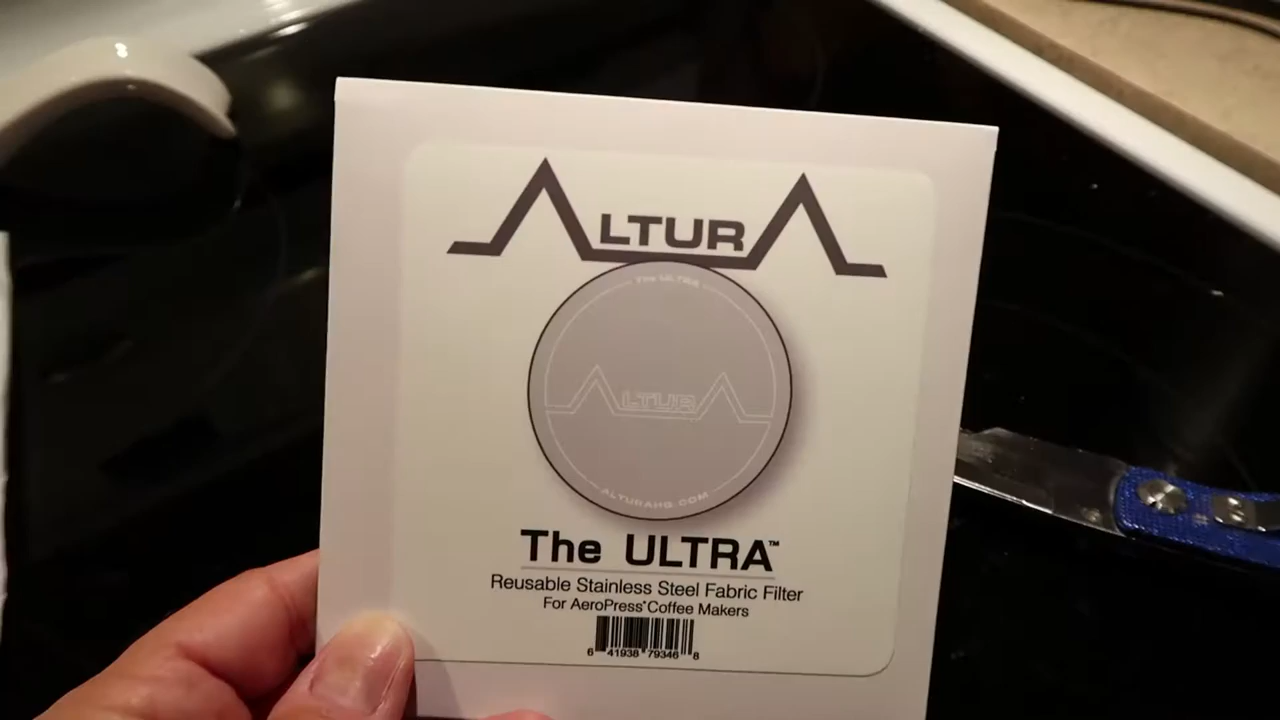 ALTURA
The ULTRA
ALTURA
ALTURAHQ.COM
The ULTRA™
Reusable Stainless Steel Fabric Filter
For AeroPress® Coffee Makers
6 41938 79346 8